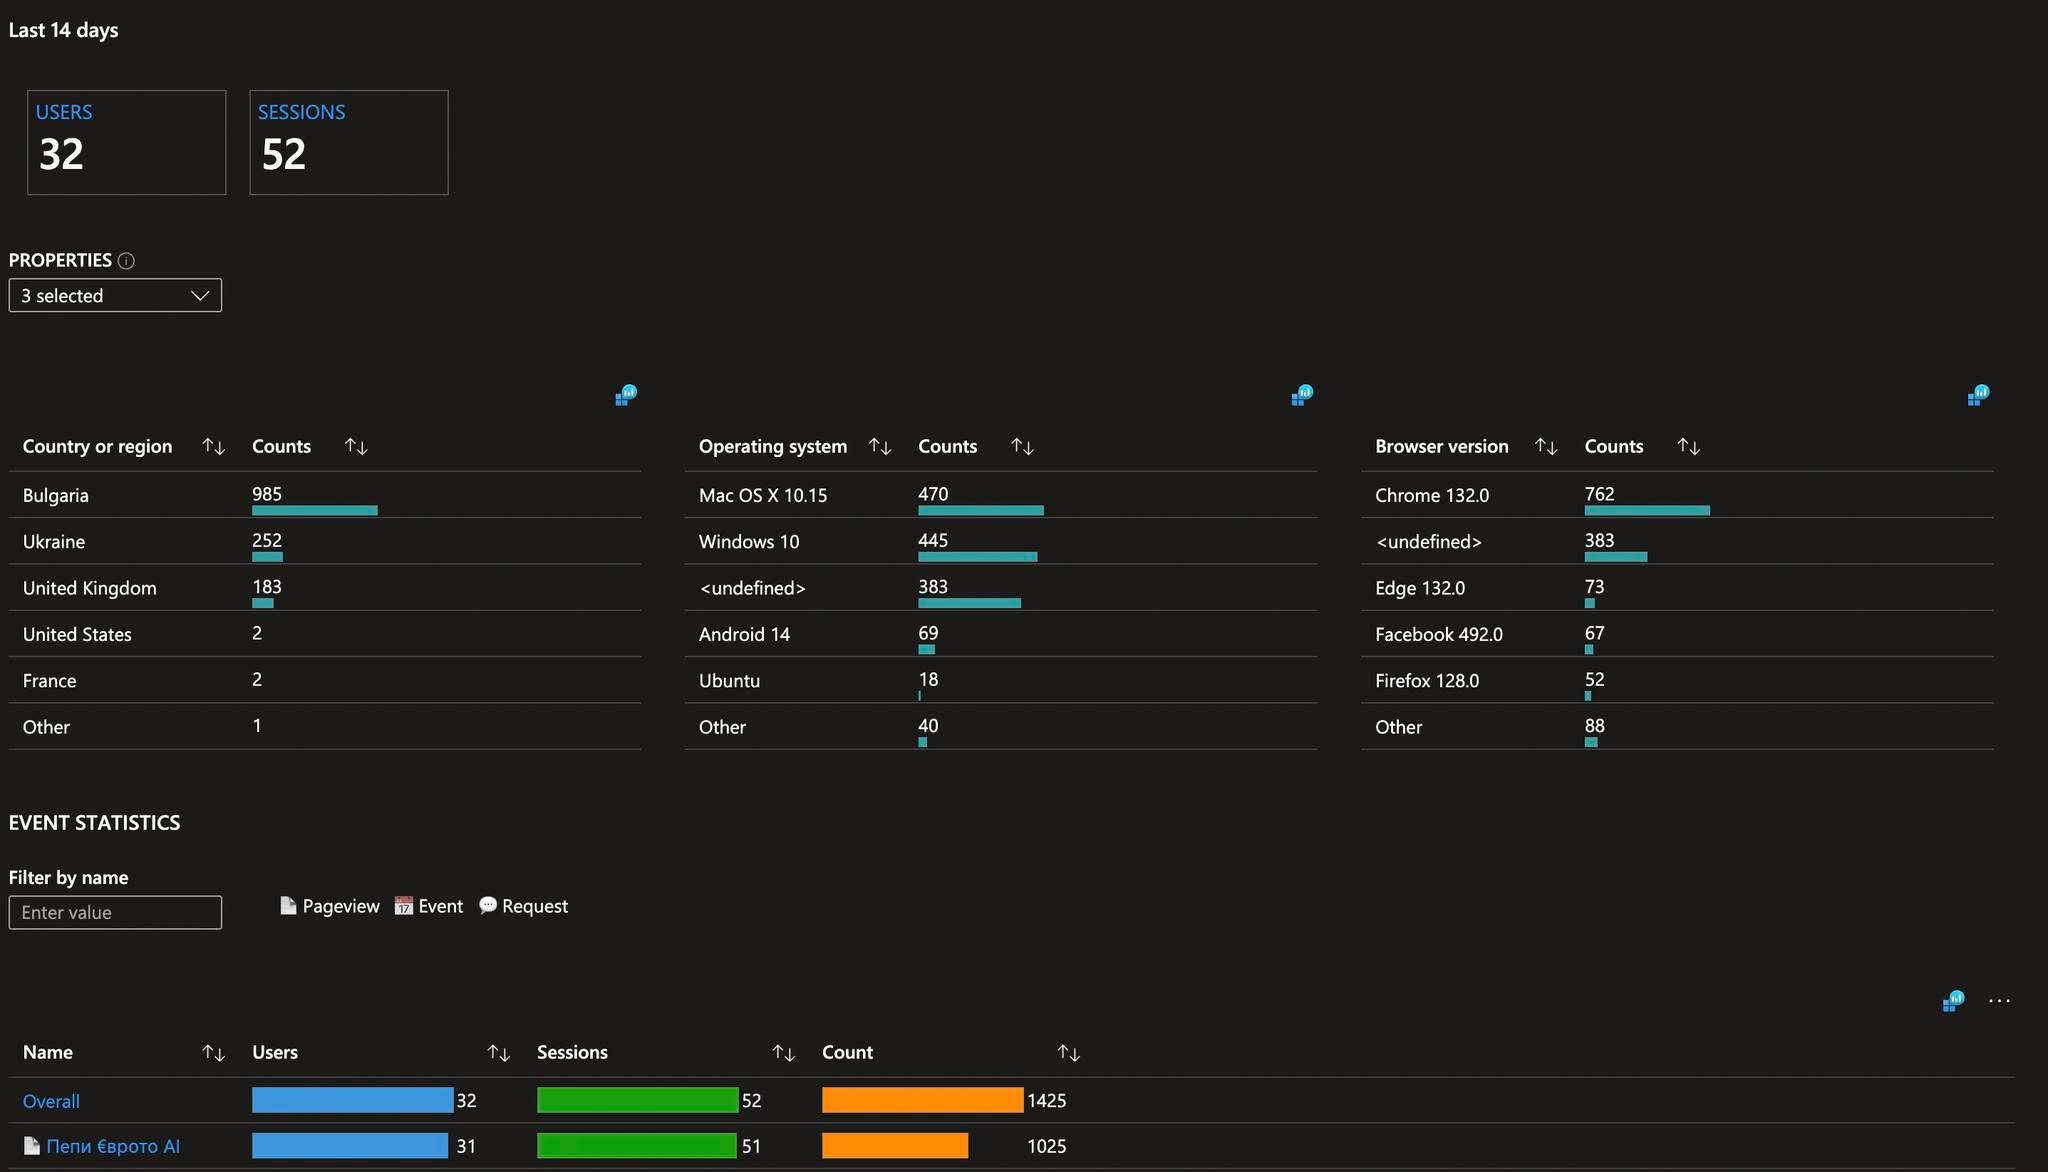 Last 14 days
USERS
32
SESSIONS
52
PROPERTIES
3 selected
Country or region Counts
Bulgaria 985
Ukraine 252
United Kingdom 183
United States 2
France 2
Other 1
Operating system Counts
Mac OS X 10.15 470
Windows 10 445
<undefined> 383
Android 14 69
Ubuntu 18
Other 40
Browser version Counts
Chrome 132.0 762
<undefined> 383
Edge 132.0 73
Facebook 492.0 67
Firefox 128.0 52
Other 88
EVENT STATISTICS
Filter by name
Enter value
Pageview 17 Event Request
Name Users Sessions Count
Overall 32 52 1425
Пепи €врото AI 31 51 1025